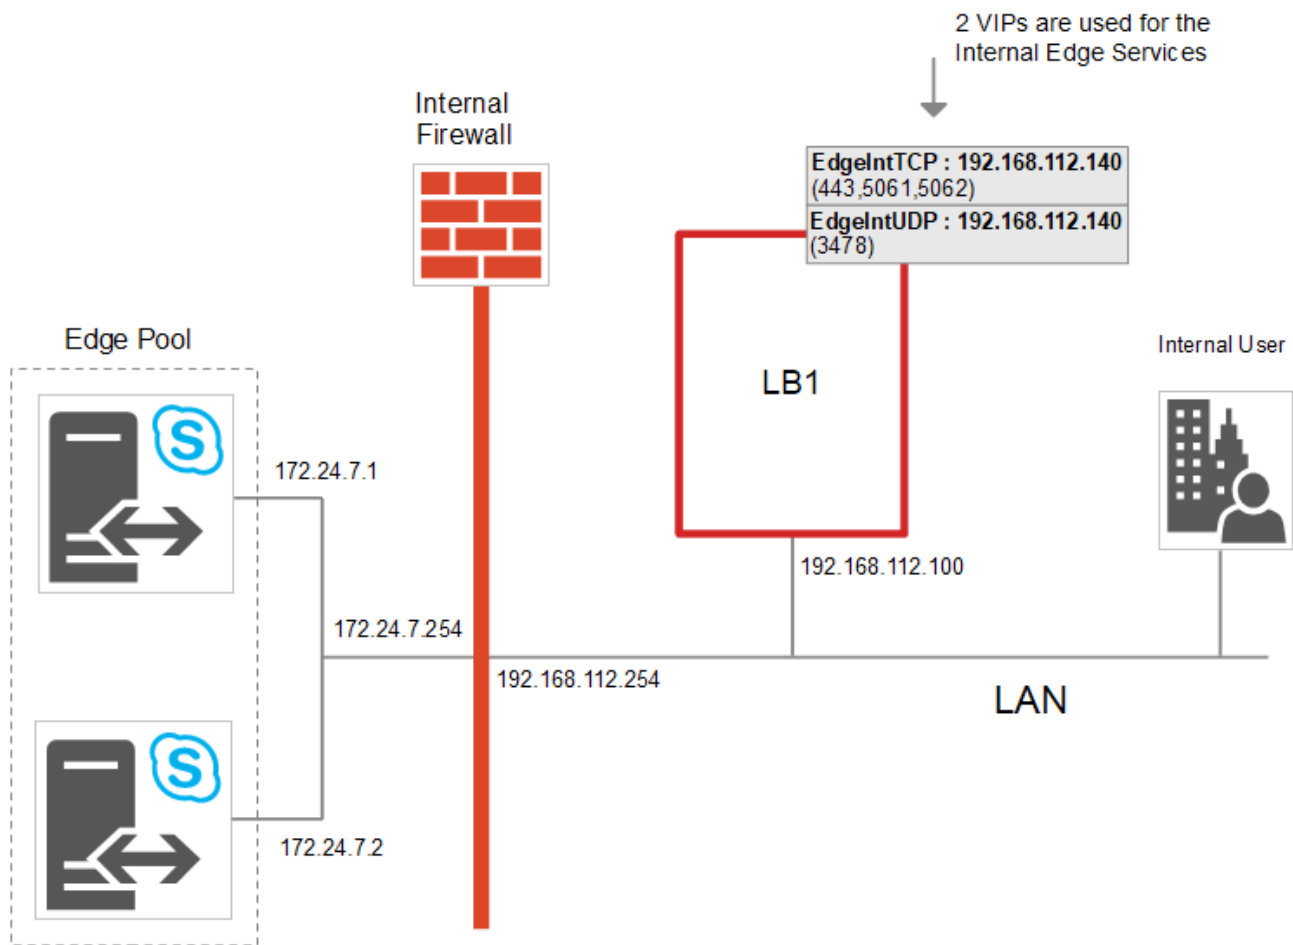 2 VIPs are used for the
Internal Edge Services
Internal
Firewall
EdgeIntTCP : 192.168.112.140
(443,5061,5062)
EdgeIntUDP : 192.168.112.140
(3478)
Edge Pool
Internal User
LB1
S
172.24.7.1
192.168.112.100
172.24.7.254
192.168.112.254
LAN
S
172.24.7.2